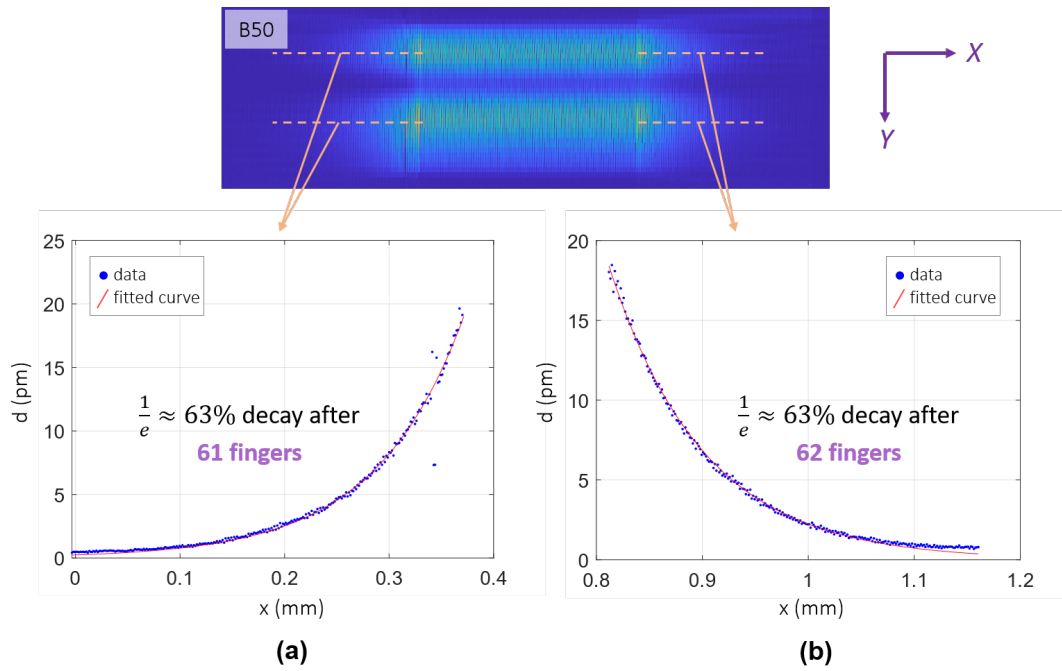 B50
X
Y
25
20
15
10
5
0
0
0.1
0.2
0.3
0.4
d (pm)
x (mm)
data
fitted curve
1/e ≈ 63% decay after
61 fingers
(a)
20
15
10
5
0
0.8
0.9
1
1.1
1.2
d (pm)
x (mm)
data
fitted curve
1/e ≈ 63% decay after
62 fingers
(b)